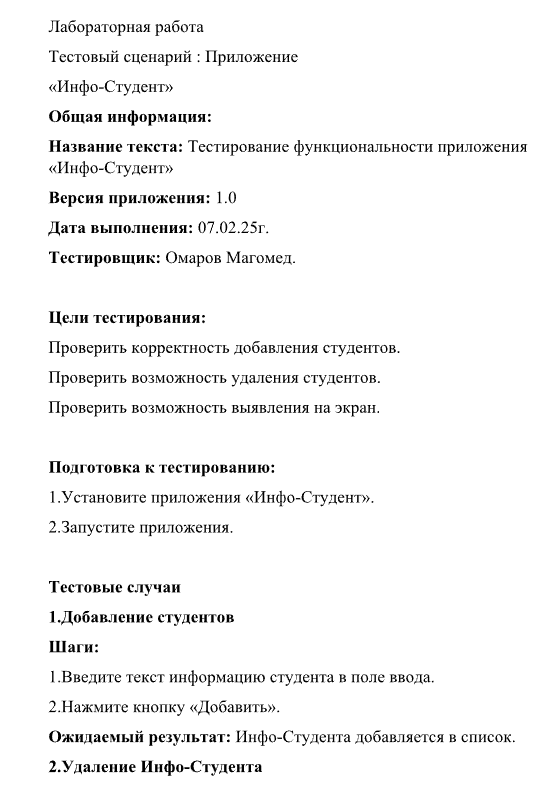 Лабораторная работа
Тестовый сценарий : Приложение
«Инфо-Студент»
Общая информация:
Название текста: Тестирование функциональности приложения
«Инфо-Студент»
Версия приложения: 1.0
Дата выполнения: 07.02.25г.
Тестировщик: Омаров Магомед.
Цели тестирования:
Проверить корректность добавления студентов.
Проверить возможность удаления студентов.
Проверить возможность выявления на экран.
Подготовка к тестированию:
1.Установите приложения «Инфо-Студент».
2.Запустите приложения.
Тестовые случаи
1.Добавление студентов
Шаги:
1.Введите текст информацию студента в поле ввода.
2.Нажмите кнопку «Добавить».
Ожидаемый результат: Инфо-Студента добавляется в список.
2.Удаление Инфо-Студента